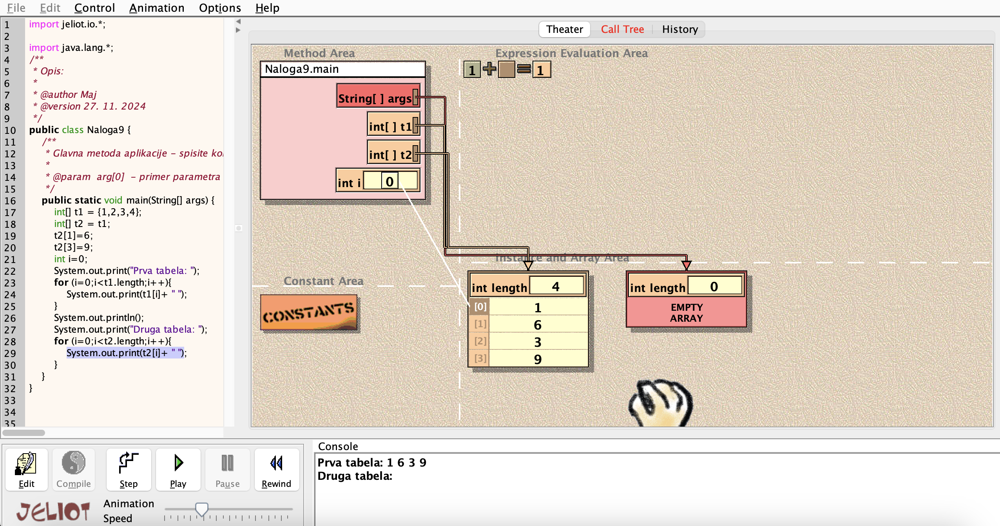 File Edit Control Animation Options Help
1 import jeliot.io.*;
2
3 import java.lang.*;
4 /**
5 * Opis:
6 *
7 * @author Maj
8 * @version 27. 11. 2024
9 */
10 public class Naloga9 {
11 /**
12 * Glavna metoda aplikacije - spisite
13 *
14 * @param arg[0] - primer parametra
15 */
16 public static void main(String[] args) {
17 int[] t1 = {1,2,3,4};
18 int[] t2 = t1;
19 t2[1]=6;
20 t2[3]=9;
21 int i=0;
22 System.out.print("Prva tabela: ");
23 for (i=0;i<t1.length;i++){
24 System.out.print(t1[i]+ " ");
25 }
26 System.out.println();
27 System.out.print("Druga tabela: ");
28 for (i=0;i<t2.length;i++){
29 System.out.print(t2[i]+ " ");
30 }
31 }
32 }
33
34
35
Theater Call Tree History
Method Area
Naloga9.main
String[ ] args
int[ ] t1
int[ ] t2
int i 0
Expression Evaluation Area
1 + = 1
Constant Area
CONSTANTS
Instance and Array Area
int length 4
[0] 1
[1] 6
[2] 3
[3] 9
int length 0
EMPTY
ARRAY
Edit Compile Step Play Pause Rewind
JELIOT
Animation
Speed
Console
Prva tabela: 1 6 3 9
Druga tabela: